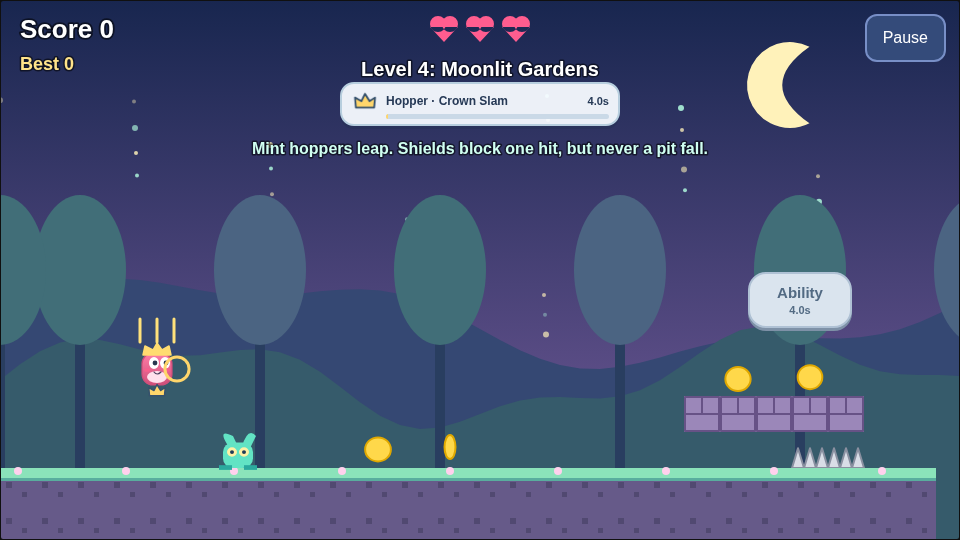 Score 0
Best 0
Pause
Level 4: Moonlit Gardens
Hopper · Crown Slam
4.0s
Mint hoppers leap. Shields block one hit, but never a pit fall.
Ability
4.0s